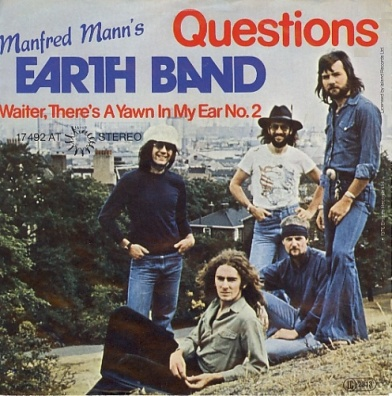 Questions
Manfred Mann's
EARTH BAND
Waiter, There's A Yawn In My Ear No. 2
17 492 AT
STEREO